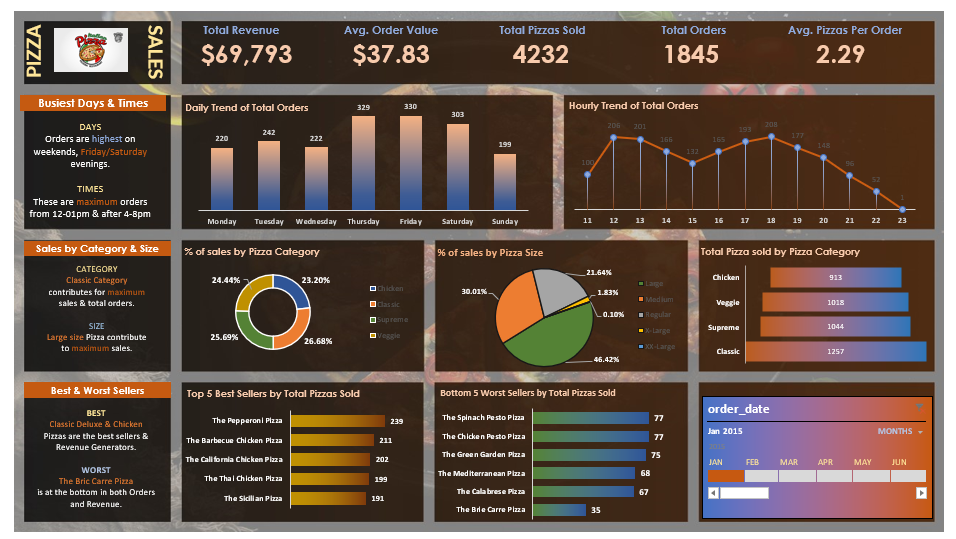 PIZZA
Pizza
SALES
Total Revenue
$69,793
Avg. Order Value
$37.83
Total Pizzas Sold
4232
Total Orders
1845
Avg. Pizzas Per Order
2.29
Busiest Days & Times
DAYS
Orders are highest on
weekends, Friday/Saturday
evenings.
TIMES
These are maximum orders
from 12-01pm & after 4-8pm
Daily Trend of Total Orders
220 242 222 329 330 303 199
Monday Tuesday Wednesday Thursday Friday Saturday Sunday
Hourly Trend of Total Orders
100 206 201 166 132 165 193 208 177 148 96 52 1
11 12 13 14 15 16 17 18 19 20 21 22 23
Sales by Category & Size
CATEGORY
Classic Category
contributes for maximum
sales & total orders.
SIZE
Large size Pizza contribute
to maximum sales.
% of sales by Pizza Category
24.44% 23.20%
25.69% 26.68%
Chicken
Classic
Supreme
Veggie
% of sales by Pizza Size
21.64%
1.83%
30.01%
0.10%
46.42%
Large
Medium
Regular
X-Large
XX-Large
Total Pizza sold by Pizza Category
Chicken 913
Veggie 1018
Supreme 1044
Classic 1257
Best & Worst Sellers
BEST
Classic Deluxe & Chicken
Pizzas are the best sellers &
Revenue Generators.
WORST
The Bric Carre Pizza
is at the bottom in both Orders
and Revenue.
Top 5 Best Sellers by Total Pizzas Sold
The Pepperoni Pizza 239
The Barbecue Chicken Pizza 211
The California Chicken Pizza 202
The Thai Chicken Pizza 199
The Sicilian Pizza 191
Bottom 5 Worst Sellers by Total Pizzas Sold
The Spinach Pesto Pizza 77
The Chicken Pesto Pizza 77
The Green Garden Pizza 75
The Mediterranean Pizza 68
The Calabrese Pizza 67
The Brie Carre Pizza 35
order_date
Jan 2015 MONTHS
2015
JAN FEB MAR APR MAY JUN